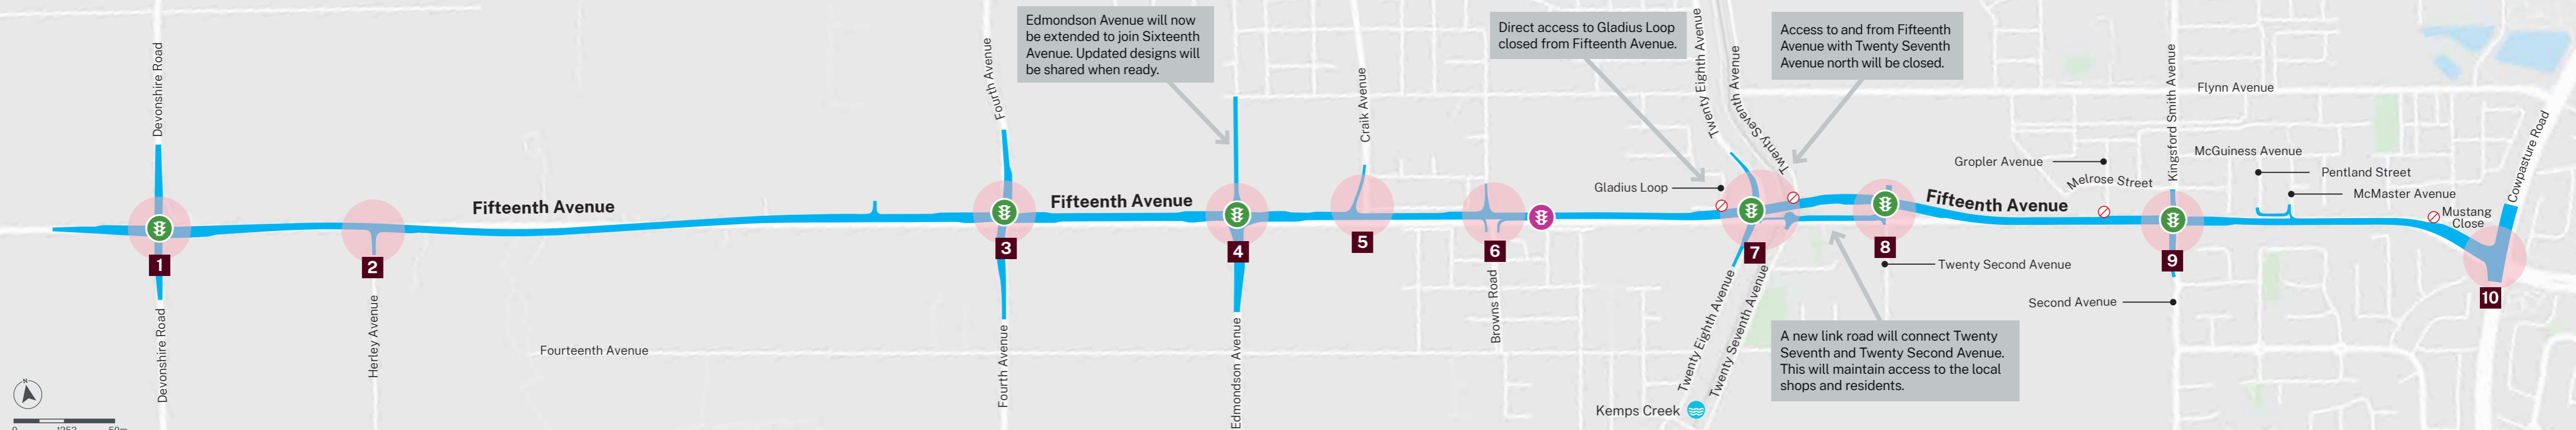 Edmondson Avenue will now
be extended to join Sixteenth
Avenue. Updated designs will
be shared when ready.
Direct access to Gladius Loop
closed from Fifteenth Avenue.
Access to and from Fifteenth
Avenue with Twenty Seventh
Avenue north will be closed.
Devonshire Road
Fourth Avenue
Craik Avenue
Twenty Eighth Avenue
Twenty Seventh Avenue
Twenty
Kingsford Smith Avenue
Flynn Avenue
Cowpasture Road
Gropler Avenue
McGuiness Avenue
Pentland Street
Melrose Street
McMaster Avenue
Gladius Loop
Fifteenth Avenue
Fifteenth Avenue
Fifteenth Avenue
Mustang
Close
1
2
3
4
5
6
7
8
9
10
Twenty Second Avenue
Second Avenue
Devonshire Road
Herley Avenue
Fourteenth Avenue
Fourth Avenue
Edmondson Avenue
Browns Road
Twenty Eighth Avenue
Twenty Seventh Avenue
A new link road will connect Twenty
Seventh and Twenty Second Avenue.
This will maintain access to the local
shops and residents.
Kemps Creek
N